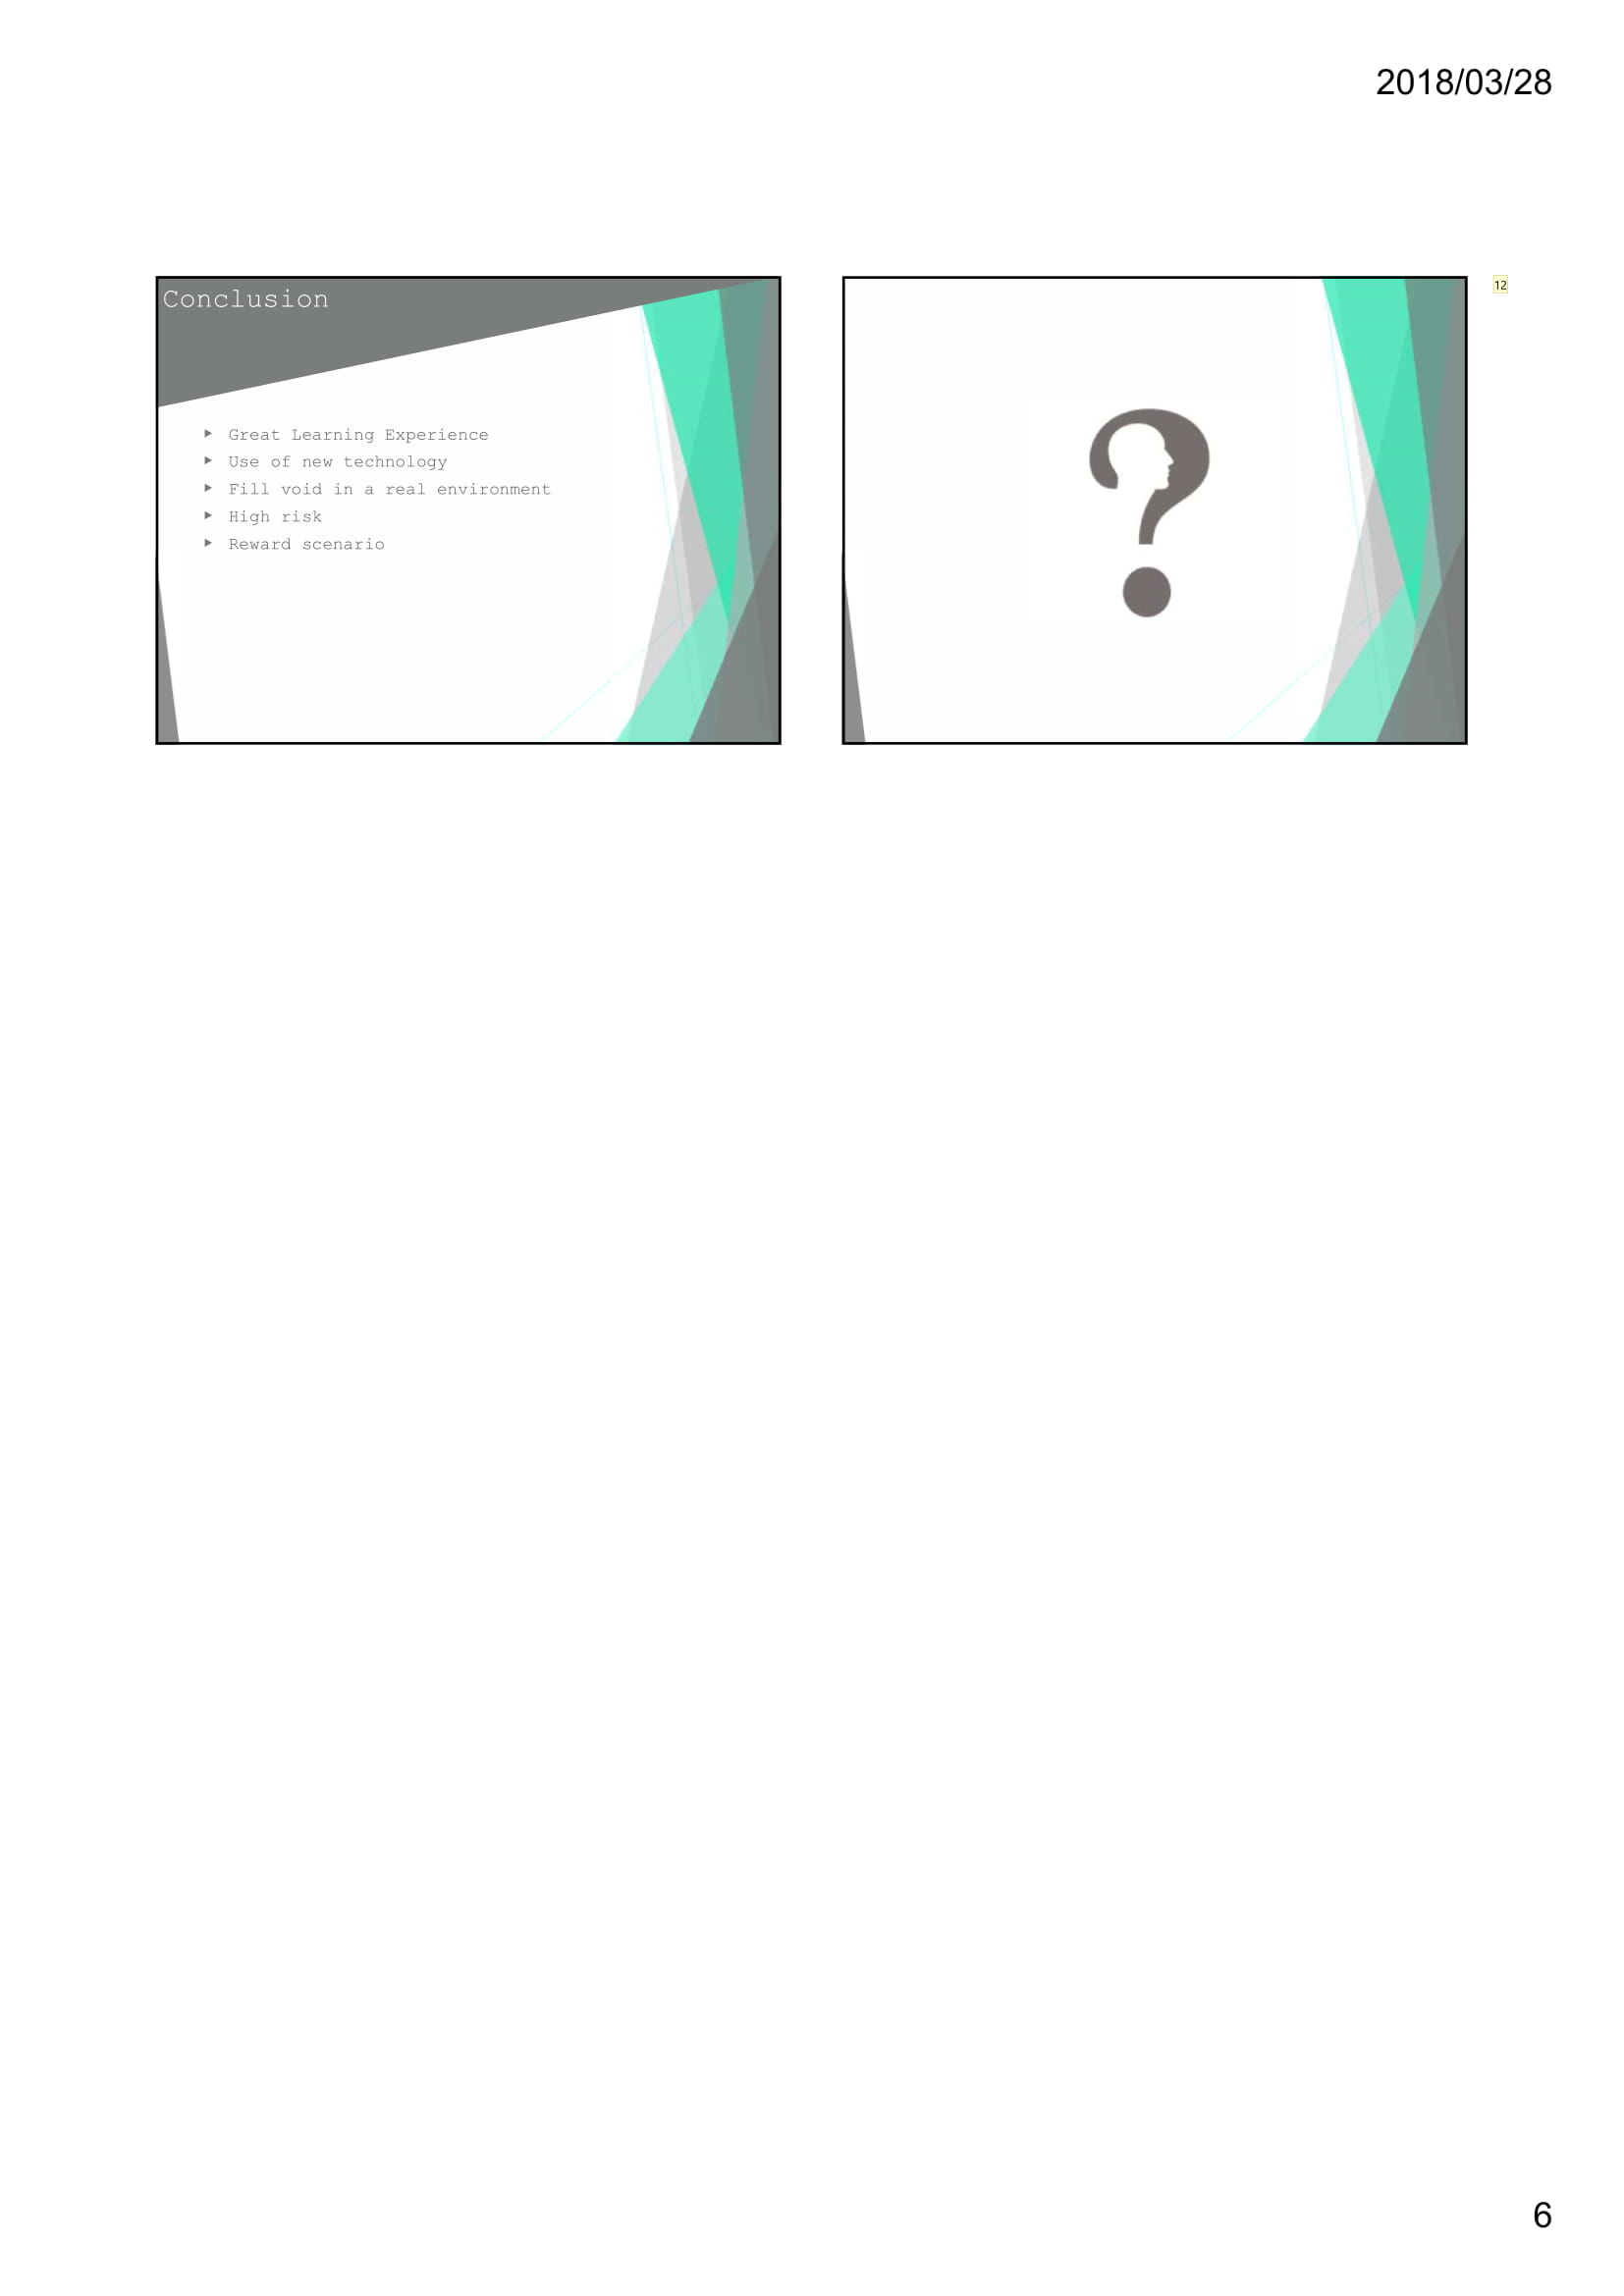 2018/03/28
Conclusion
Great Learning Experience
Use of new technology
Fill void in a real environment
High risk
Reward scenario
12
6